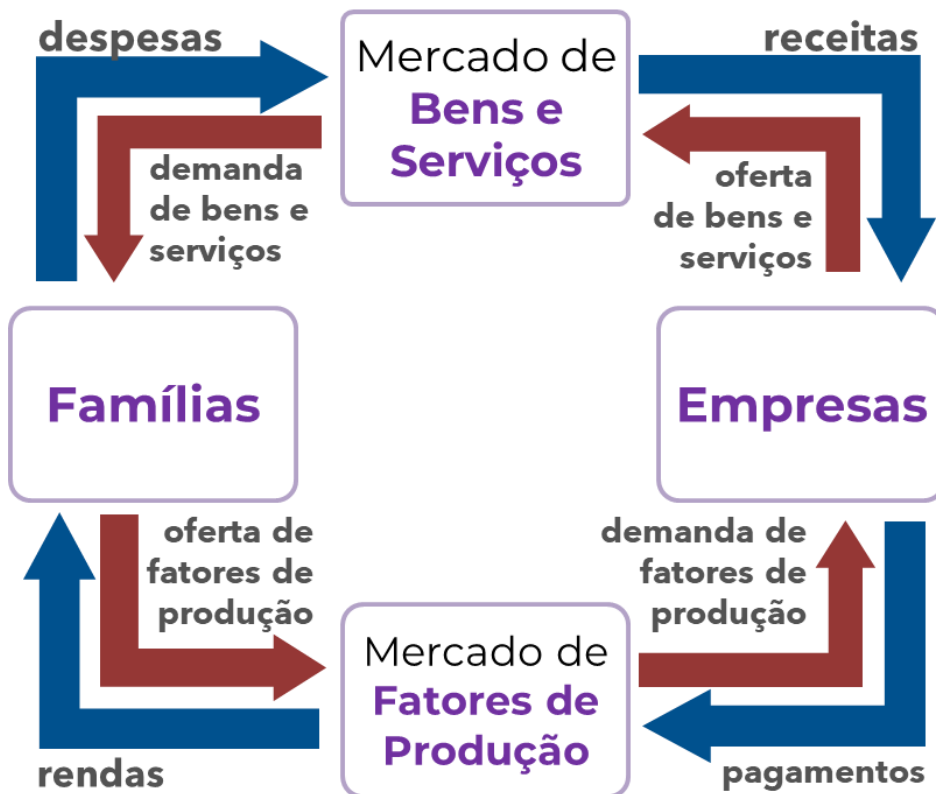 despesas
Mercado de
Bens e
Serviços
receitas
demanda
de bens e
serviços
oferta
de bens e
serviços
Famílias
Empresas
oferta de
fatores de
produção
demanda de
fatores de
produção
Mercado de
Fatores de
Produção
rendas
pagamentos